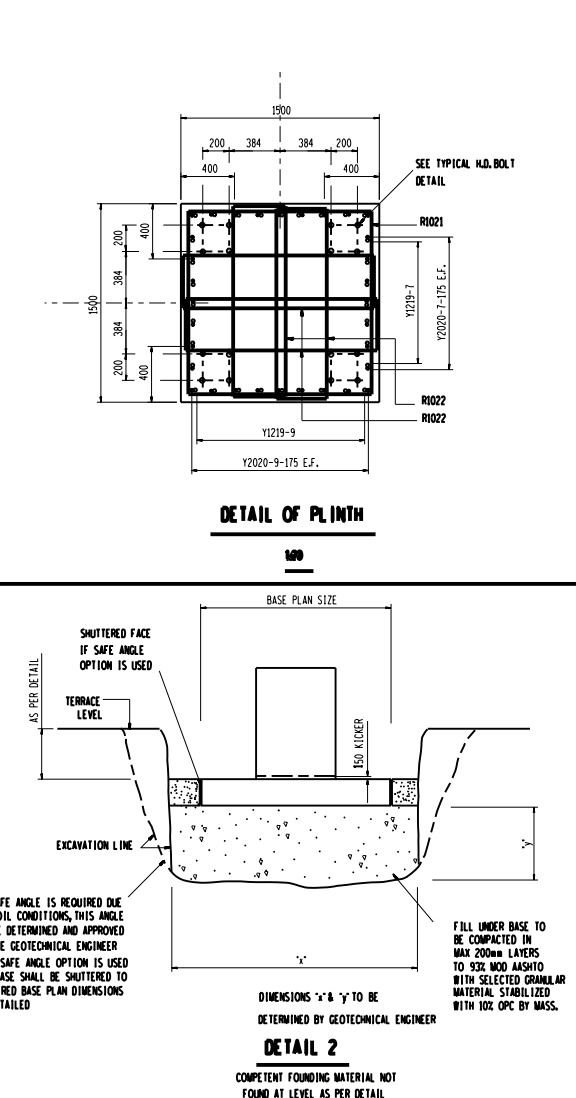 1500
200 384 384 200
400 400
SEE TYPICAL H.D.BOLT
DETAIL
R1021
200
400
384
1500
384
200
400
Y1219-7
Y2020-7-175 E.F.
R1022
R1022
Y1219-9
Y2020-9-175 E.F.
DETAIL OF PLINTH
BASE PLAN SIZE
SHUTTERED FACE
IF SAFE ANGLE
OPTION IS USED
AS PER DETAIL
TERRACE
LEVEL
150 KICKER
EXCAVATION LINE
"y"
FE ANGLE IS REQUIRED DUE
OIL CONDITIONS, THIS ANGLE
E DETERMINED AND APPROVED
E GEOTECHNICAL ENGINEER
SAFE ANGLE OPTION IS USED
ASE SHALL BE SHUTTERED TO
RED BASE PLAN DIMENSIONS
TAILED
FILL UNDER BASE TO
BE COMPACTED IN
MAX 200mm LAYERS
TO 93% MOD AASHTO
WITH SELECTED GRANULAR
MATERIAL STABILIZED
WITH 10% OPC BY MASS.
"x"
DIMENSIONS "x" & "y" TO BE
DETERMINED BY GEOTECHNICAL ENGINEER
DETAIL 2
COMPETENT FOUNDING MATERIAL NOT
FOUND AT LEVEL AS PER DETAIL